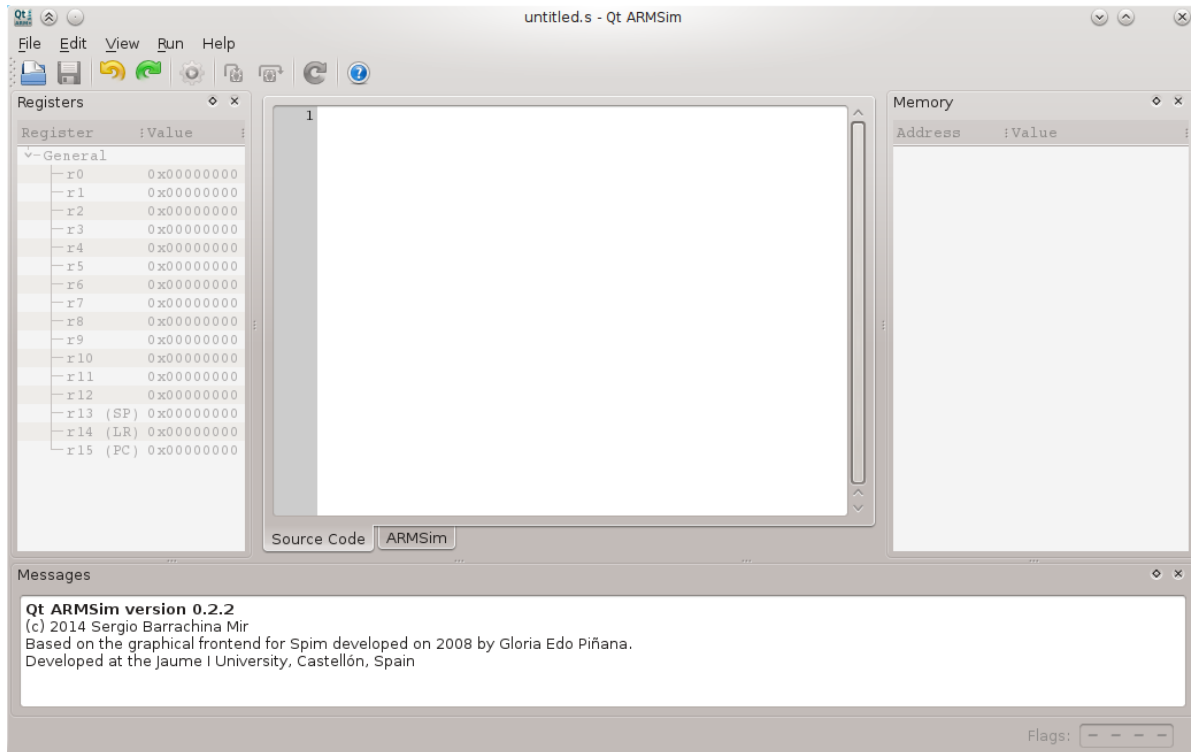 untitled.s - Qt ARMSim
File Edit View Run Help
Registers
Register Value
General
r0 0x00000000
r1 0x00000000
r2 0x00000000
r3 0x00000000
r4 0x00000000
r5 0x00000000
r6 0x00000000
r7 0x00000000
r8 0x00000000
r9 0x00000000
r10 0x00000000
r11 0x00000000
r12 0x00000000
r13 (SP) 0x00000000
r14 (LR) 0x00000000
r15 (PC) 0x00000000
1
Source Code ARMSim
Memory
Address Value
Messages
Qt ARMSim version 0.2.2
(c) 2014 Sergio Barrachina Mir
Based on the graphical frontend for Spim developed on 2008 by Gloria Edo Piñana.
Developed at the Jaume I University, Castellón, Spain
Flags: - - - -